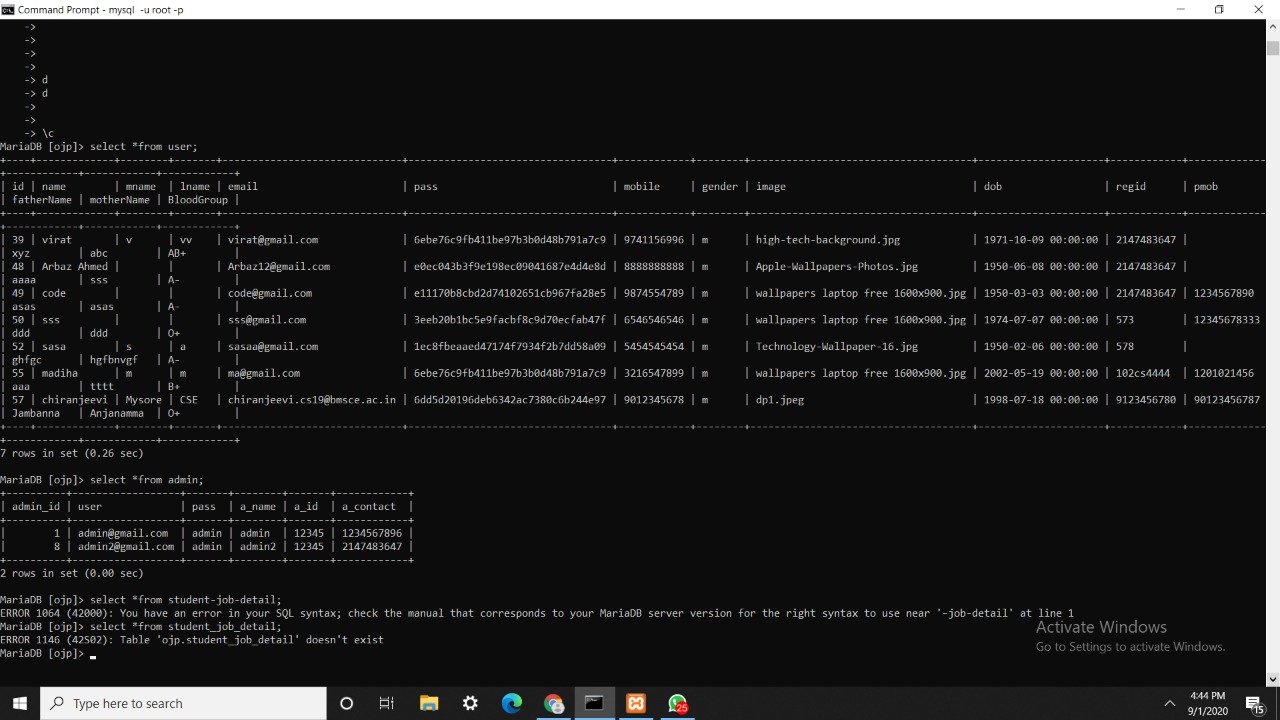 Command Prompt - mysql  -u root -p
    ->
    ->
    ->
    ->
    -> d
    -> d
    ->
    ->
    -> \c
MariaDB [ojp]> select *from user;
| id | name         | mname  | lname | email                       | pass                             | mobile     | gender | image                               | dob                 | regid      | pmob
| fatherName | motherName | BloodGroup |
| 39 | virat        | v      | vv    | virat@gmail.com             | 6ebe76c9fb411be97b3b0d48b791a7c9 | 9741156996 | m      | high-tech-background.jpg            | 1971-10-09 00:00:00 | 2147483647 |
| xyz        | abc        | AB+        |
| 48 | Arbaz Ahmed  |        |       | Arbaz12@gmail.com           | e0ec043b3f9e198ec09041687e4d4e8d | 8888888888 | m      | Apple-Wallpapers-Photos.jpg         | 1950-06-08 00:00:00 | 2147483647 |
| aaaa       | sss        | A-         |
| 49 | code         |        |       | code@gmail.com              | e11170b8cbd2d74102651cb967fa28e5 | 9874554789 | m      | wallpapers laptop free 1600x900.jpg | 1950-03-03 00:00:00 | 2147483647 | 1234567890
| asas       | asas       | A-         |
| 50 | sss          |        |       | sss@gmail.com               | 3eeb20b1bc5e9facbf8c9d70ecfab47f | 6546546546 | m      | wallpapers laptop free 1600x900.jpg | 1974-07-07 00:00:00 | 573        | 12345678333
| ddd        | ddd        | O+         |
| 52 | sasa         | s      | a     | sasaa@gmail.com             | 1ec8fbeaaed47174f7934f2b7dd58a09 | 5454545454 | m      | Technology-Wallpaper-16.jpg         | 1950-02-06 00:00:00 | 578        |
| ghfgc      | hgfbnvgf   | A-         |
| 55 | madiha       | m      | m     | ma@gmail.com                | 6ebe76c9fb411be97b3b0d48b791a7c9 | 3216547899 | m      | wallpapers laptop free 1600x900.jpg | 2002-05-19 00:00:00 | 102cs4444  | 1201021456
| aaa        | tttt       | B+         |
| 57 | chiranjeevi  | Mysore | CSE   | chiranjeevi.cs19@bmsce.ac.in | 6dd5d20196deb6342ac7380c6b244e97 | 9012345678 | m      | dp1.jpeg                            | 1998-07-18 00:00:00 | 9123456780 | 90123456787
| Jambanna   | Anjanamma  | O+         |
7 rows in set (0.26 sec)
MariaDB [ojp]> select *from admin;
| admin_id | user             | pass  | a_name | a_id  | a_contact  |
|        1 | admin@gmail.com  | admin | admin  | 12345 | 1234567896 |
|        8 | admin2@gmail.com | admin | admin2 | 12345 | 2147483647 |
2 rows in set (0.00 sec)
MariaDB [ojp]> select *from student-job-detail;
ERROR 1064 (42000): You have an error in your SQL syntax; check the manual that corresponds to your MariaDB server version for the right syntax to use near '-job-detail' at line 1
MariaDB [ojp]> select *from student_job_detail;
ERROR 1146 (42S02): Table 'ojp.student_job_detail' doesn't exist
MariaDB [ojp]>
Activate Windows
Go to Settings to activate Windows.
Type here to search
25
4:44 PM
9/1/2020
15